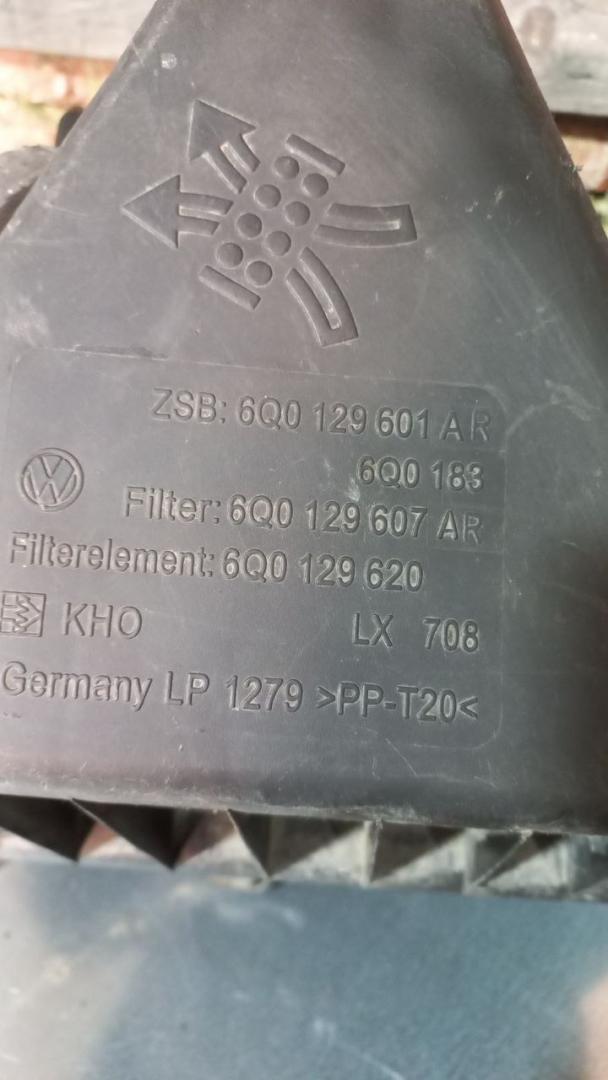 ZSB: 6Q0 129 601 AR
6Q0 183
Filter: 6Q0 129 607 AR
Filterelement: 6Q0 129 620
KHO LX 708
Germany LP 1279 >PP-T20<